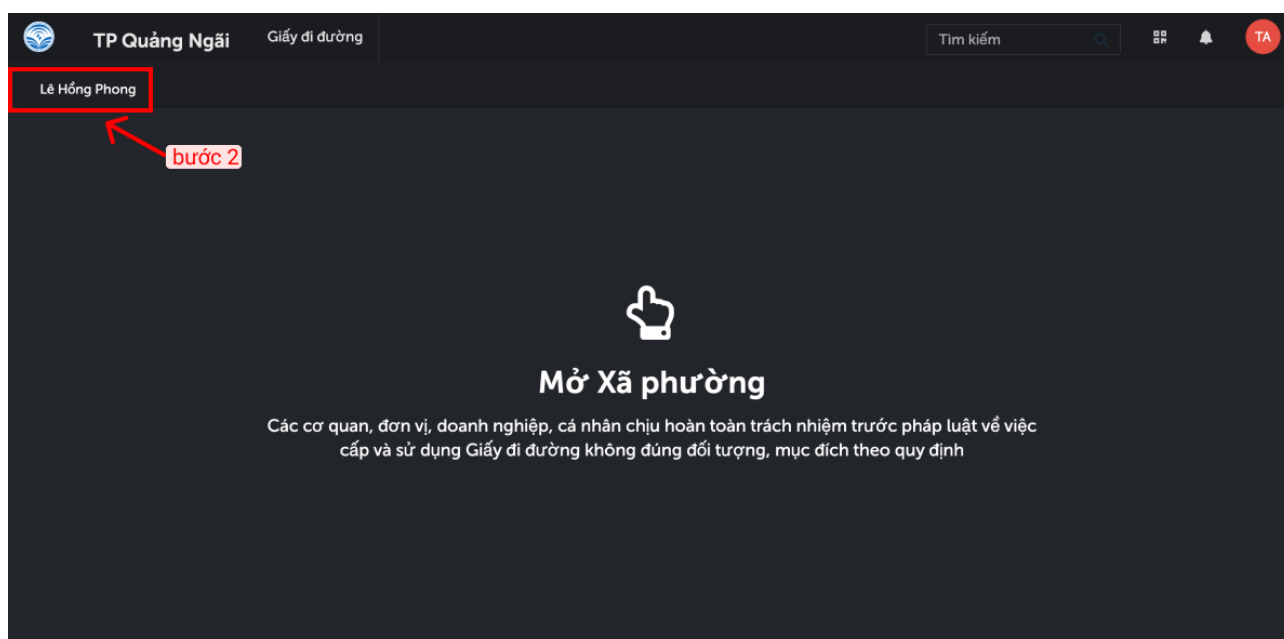 TP Quảng Ngãi
Giấy đi đường
Tìm kiếm
TA
Lê Hồng Phong
bước 2
Mở Xã phường
Các cơ quan, đơn vị, doanh nghiệp, cá nhân chịu hoàn toàn trách nhiệm trước pháp luật về việc
cấp và sử dụng Giấy đi đường không đúng đối tượng, mục đích theo quy định